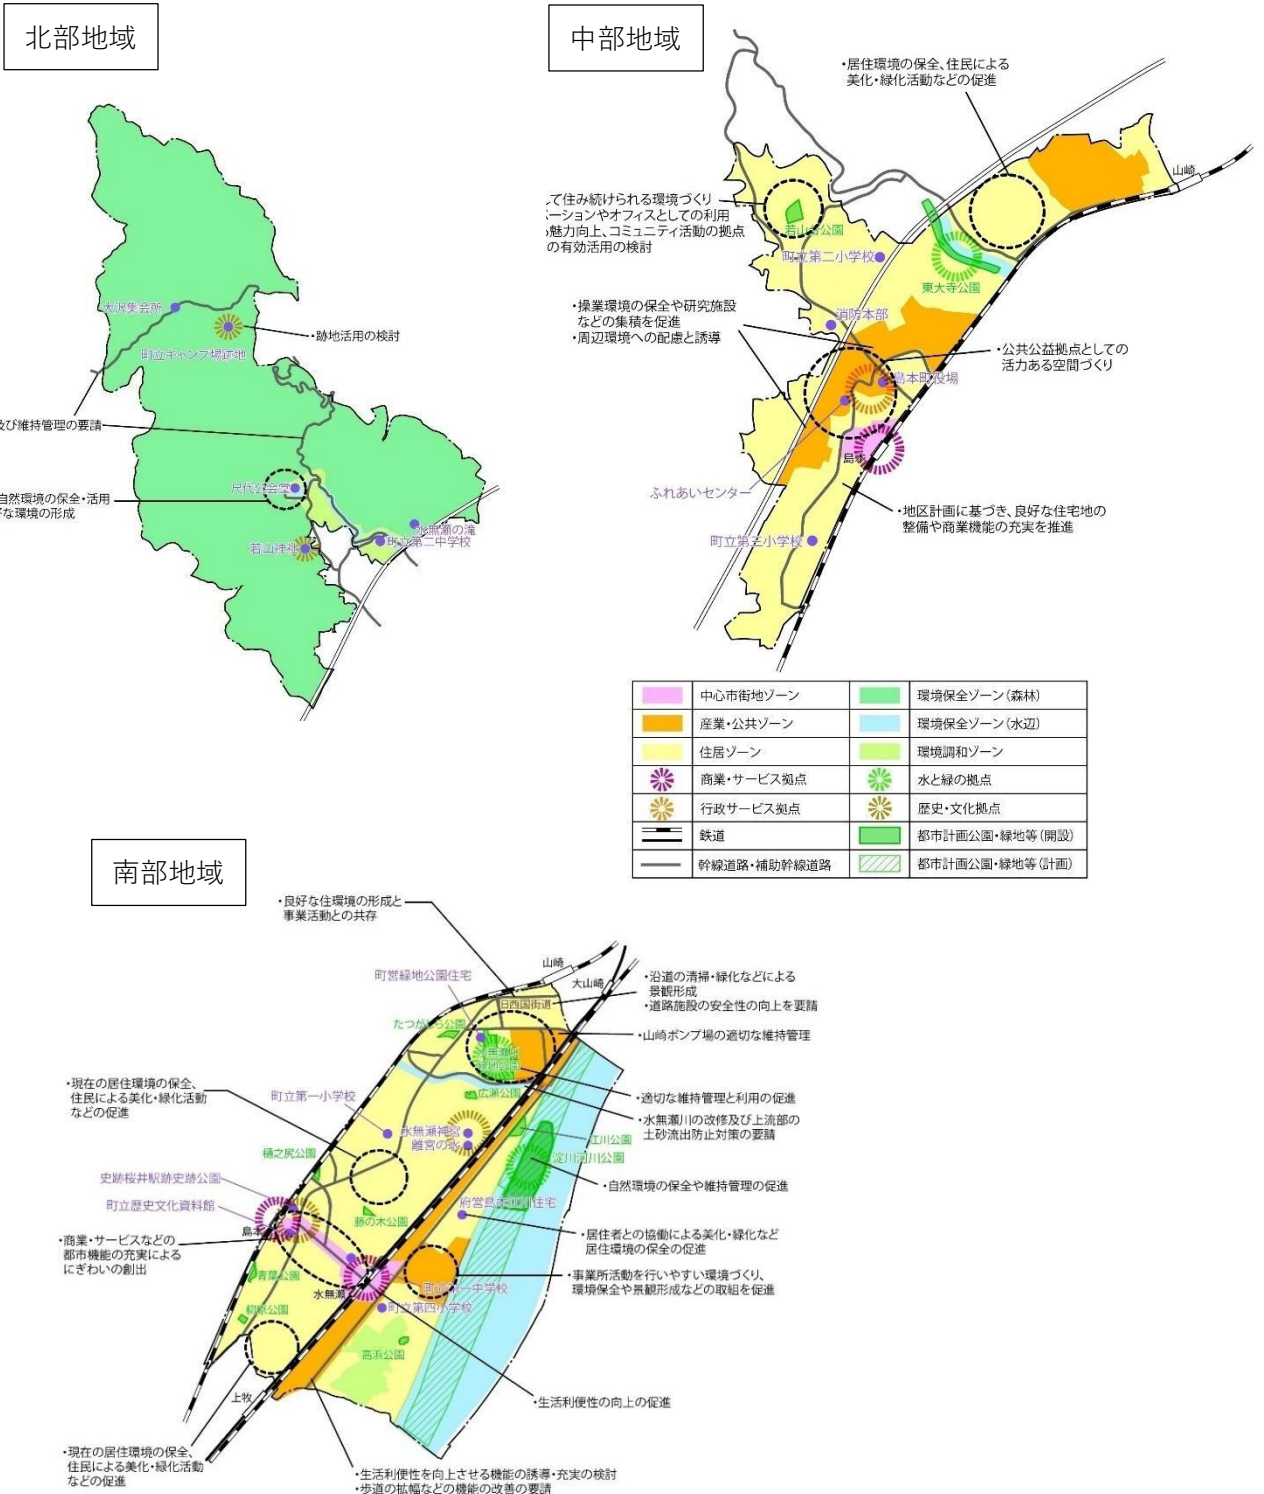 北部地域
大沢集会所
町立キャンプ場跡地
・跡地活用の検討
及び維持管理の要請
自然環境の保全・活用
な環境の形成
尺代公会堂
若山神社
水無瀬の滝
町立第二中学校
中部地域
・居住環境の保全、住民による
美化・緑化活動などの促進
山崎
て住み続けられる環境づくり
ーションやオフィスとしての利用
魅力向上、コミュニティ活動の拠点
の有効活用の検討
若山台公園
町立第二小学校
東大寺公園
・操業環境の保全や研究施設
などの集積を促進
・周辺環境への配慮と誘導
消防本部
・公共公益拠点としての
活力ある空間づくり
島本町役場
島本
ふれあいセンター
・地区計画に基づき、良好な住宅地の
整備や商業機能の充実を推進
町立第三小学校
中心市街地ゾーン
環境保全ゾーン(森林)
産業・公共ゾーン
環境保全ゾーン(水辺)
住居ゾーン
環境調和ゾーン
商業・サービス拠点
水と緑の拠点
行政サービス拠点
歴史・文化拠点
鉄道
都市計画公園・緑地等(開設)
幹線道路・補助幹線道路
都市計画公園・緑地等(計画)
南部地域
・良好な住環境の形成と
事業活動との共存
町営緑地公園住宅
山崎
大山崎
旧西国街道
・沿道の清掃・緑化などによる
景観形成
・道路施設の安全性の向上を要請
たつがしら公園
・山崎ポンプ場の適切な維持管理
水無瀬川
緑地公園
・現在の居住環境の保全、
住民による美化・緑化活動
などの促進
町立第一小学校
広瀬公園
・適切な維持管理と利用の促進
・水無瀬川の改修及び上流部の
土砂流出防止対策の要請
水無瀬神宮
離宮の水
江川公園
淀川河川公園
樋之尻公園
史跡桜井駅跡史跡公園
・自然環境の保全や維持管理の促進
町立歴史文化資料館
府営島本江川住宅
藤の木公園
島本
・商業・サービスなどの
都市機能の充実による
にぎわいの創出
・居住者との協働による美化・緑化など
居住環境の保全の促進
青葉公園
・事業所活動を行いやすい環境づくり、
環境保全や景観形成などの取組を促進
町立第一中学校
水無瀬
町立第四小学校
柳原公園
高浜公園
上牧
・生活利便性の向上の促進
・現在の居住環境の保全、
住民による美化・緑化活動
などの促進
・生活利便性を向上させる機能の誘導・充実の検討
・歩道の拡幅などの機能の改善の要請